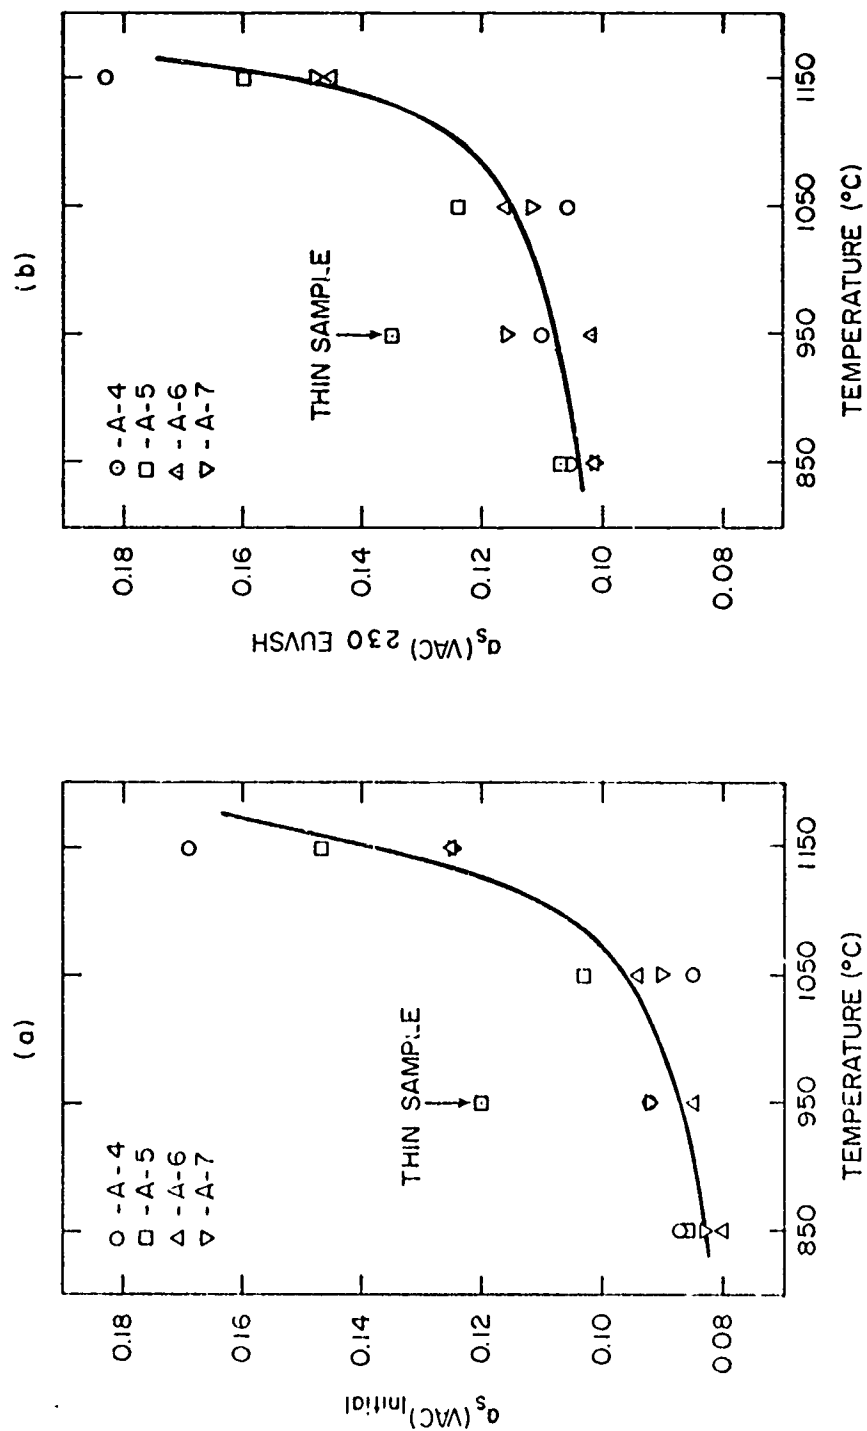 (a)
α_s (VAC) Initial
0.18
0.16
0.14
0.12
0.10
0.08
○ - A - 4
□ - A - 5
△ - A - 6
▽ - A - 7
THIN SAMPLE
850 950 1050 1150
TEMPERATURE (°C)
(b)
α_s (VAC) 230 EUVSH
0.18
0.16
0.14
0.12
0.10
0.08
○ - A-4
□ - A-5
△ - A-6
▽ - A-7
THIN SAMPLE
850 950 1050 1150
TEMPERATURE (°C)